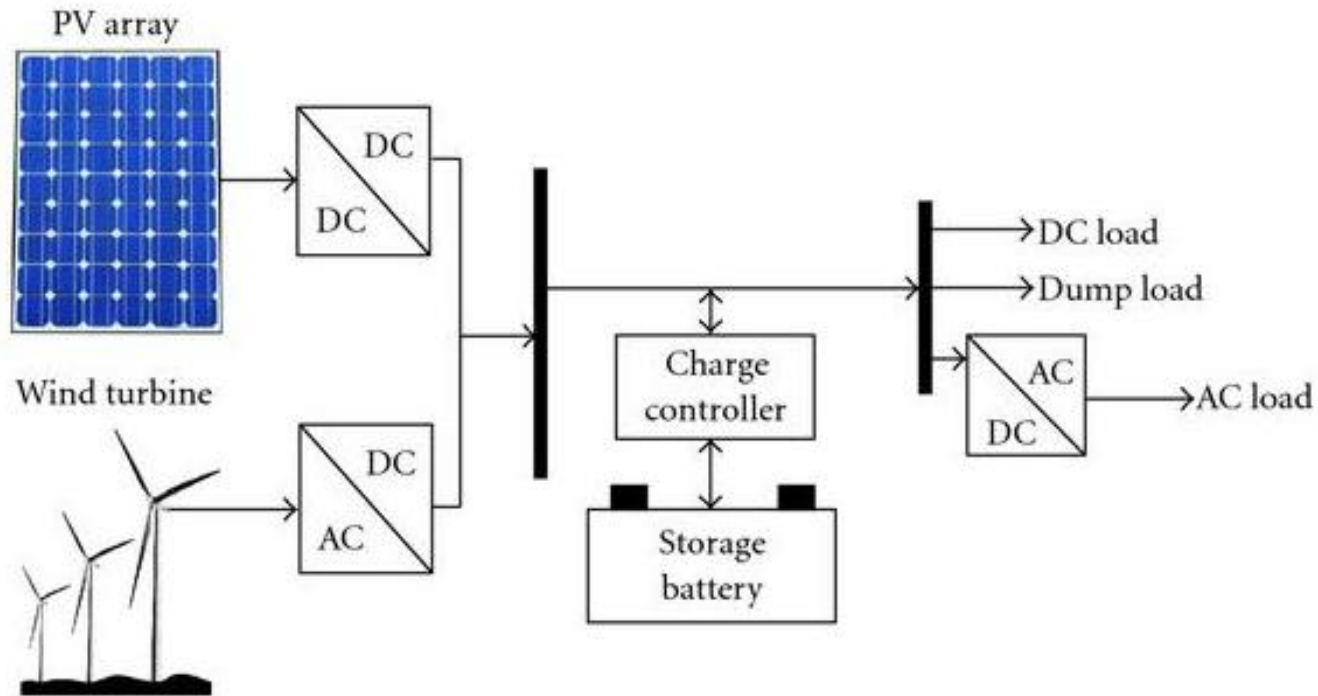 PV array
DC
DC
DC load
Dump load
Charge
controller
AC
DC
AC load
Wind turbine
DC
AC
Storage
battery